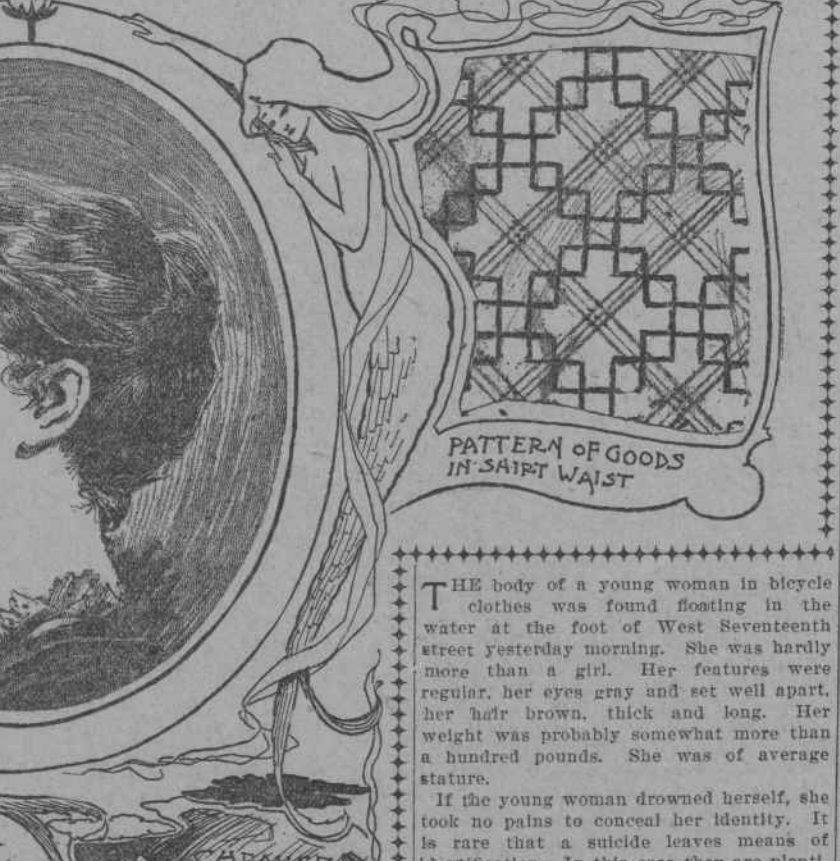 PATTERN OF GOODS
IN SHIRT WAIST
THE body of a young woman in bicycle
clothes was found floating in the
water at the foot of West Seventeenth
street yesterday morning. She was hardly
more than a girl. Her features were
regular, her eyes gray and set well apart,
her hair brown, thick and long. Her
weight was probably somewhat more than
a hundred pounds. She was of average
stature.
If the young woman drowned herself, she
took no pains to conceal her identity. It
is rare that a suicide leaves means of